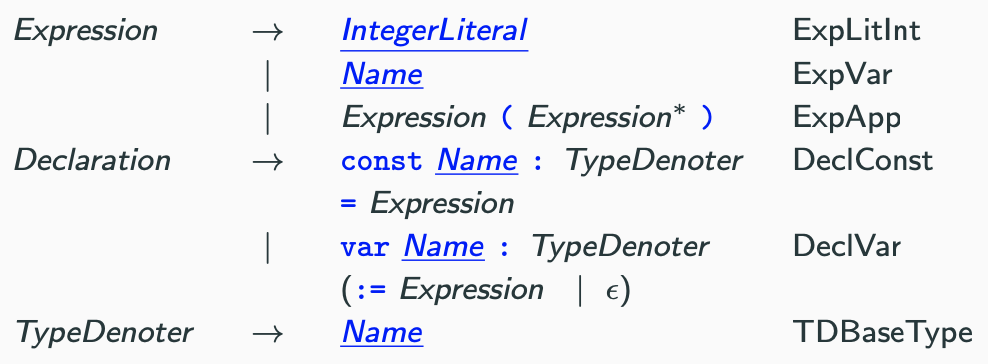 Expression → IntegerLiteral ExpLitInt
| Name ExpVar
| Expression ( Expression* ) ExpApp
Declaration → const Name : TypeDenoter DeclConst
= Expression
| var Name : TypeDenoter DeclVar
(:= Expression | ϵ)
TypeDenoter → Name TDBaseType